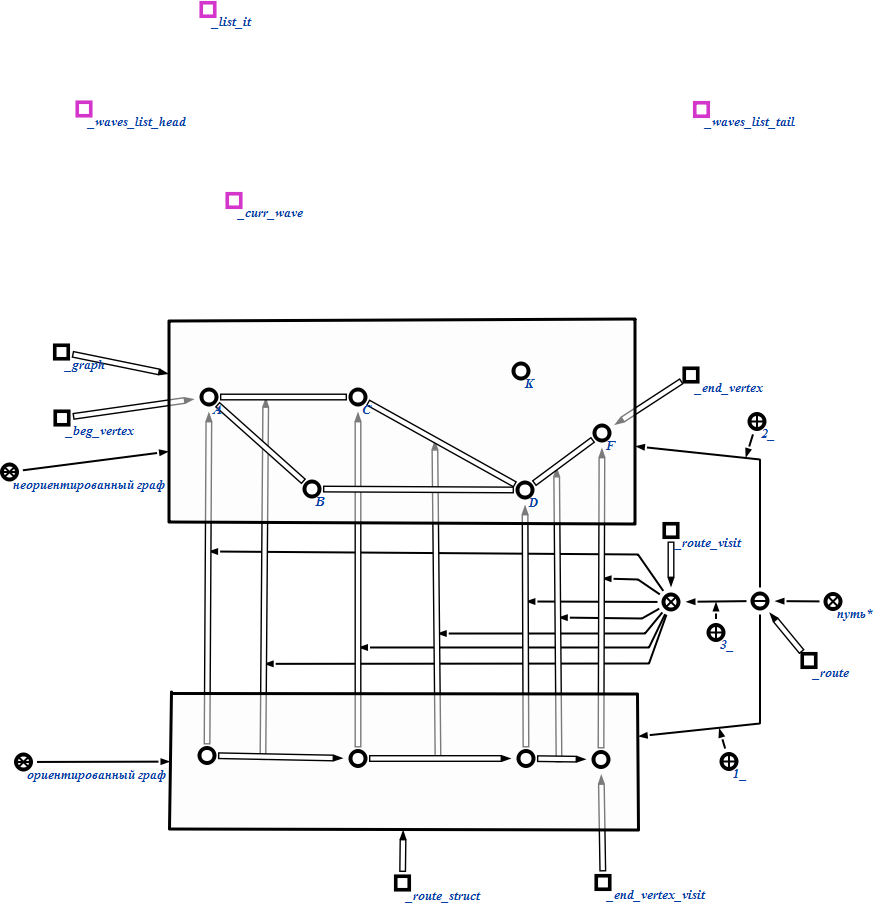 _list_it
_waves_list_head
_waves_list_tail
_curr_wave
_graph
_beg_vertex
неориентированный граф
A
C
K
B
D
F
_end_vertex
2_
_route_visit
путь*
3_
_route
1_
ориентированный граф
_route_struct
_end_vertex_visit